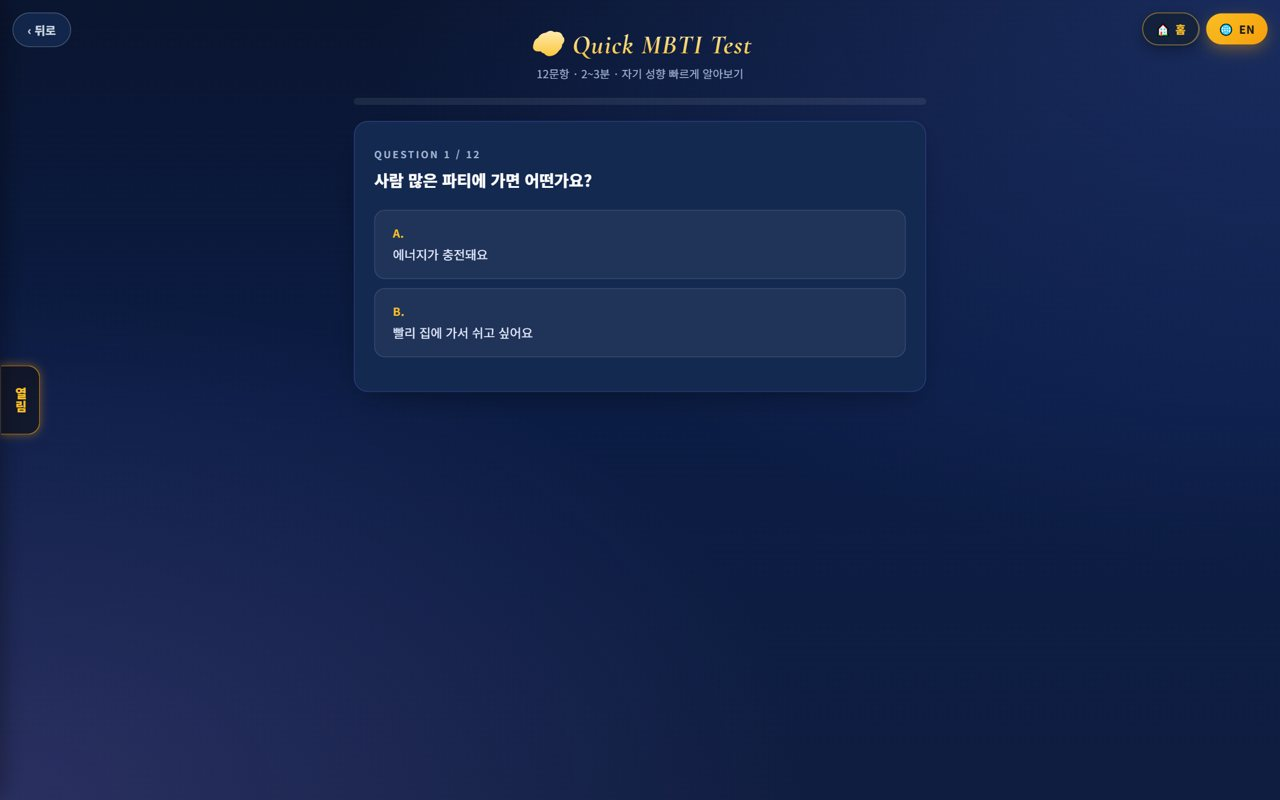 ‹ 뒤로
홈
EN
Quick MBTI Test
12문항 · 2~3분 · 자기 성향 빠르게 알아보기
QUESTION 1 / 12
사람 많은 파티에 가면 어떤가요?
A.
에너지가 충전돼요
B.
빨리 집에 가서 쉬고 싶어요
열림